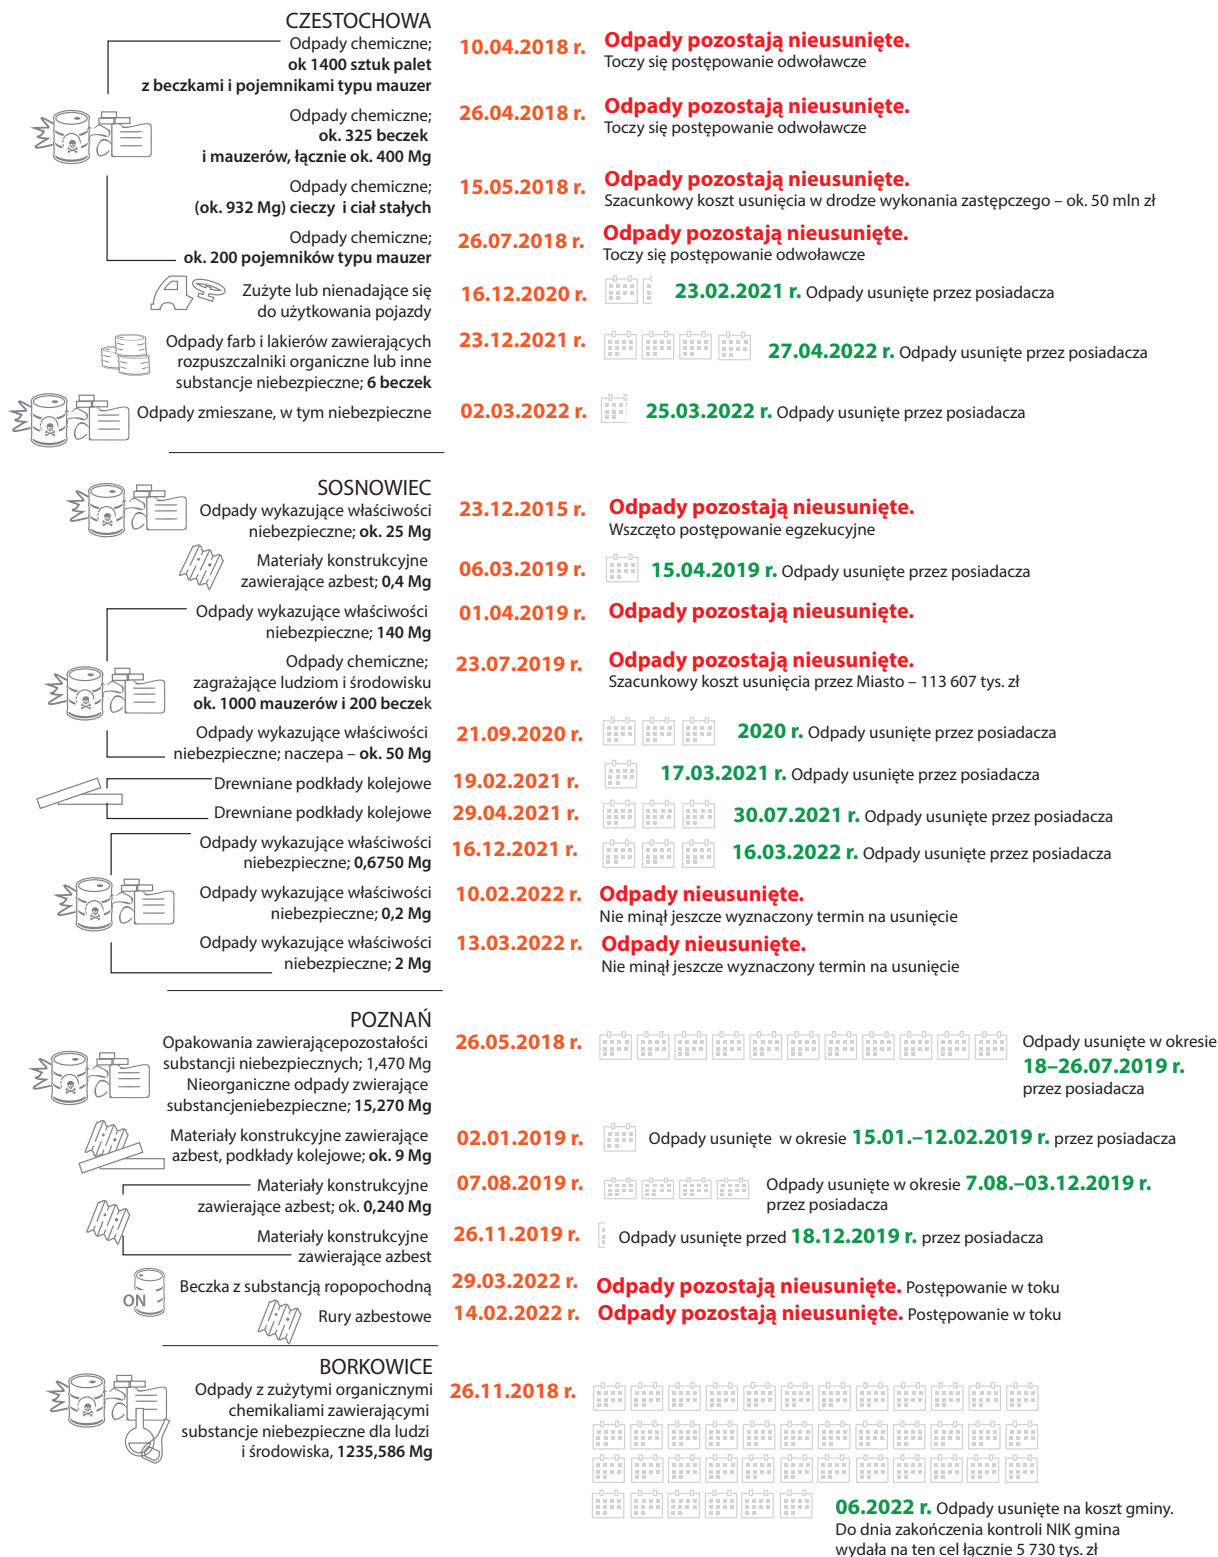 CZESTOCHOWA
Odpady chemiczne;
ok 1400 sztuk palet
z beczkami i pojemnikami typu mauzer
10.04.2018 r.
Odpady pozostają nieusunięte.
Toczy się postępowanie odwoławcze
Odpady chemiczne;
ok. 325 beczek
i mauzerów, łącznie ok. 400 Mg
26.04.2018 r.
Odpady pozostają nieusunięte.
Toczy się postępowanie odwoławcze
Odpady chemiczne;
(ok. 932 Mg) cieczy i ciał stałych
15.05.2018 r.
Odpady pozostają nieusunięte.
Szacunkowy koszt usunięcia w drodze wykonania zastępczego – ok. 50 mln zł
Odpady chemiczne;
ok. 200 pojemników typu mauzer
26.07.2018 r.
Odpady pozostają nieusunięte.
Toczy się postępowanie odwoławcze
Zużyte lub nienadające się
do użytkowania pojazdy
16.12.2020 r.
23.02.2021 r. Odpady usunięte przez posiadacza
Odpady farb i lakierów zawierających
rozpuszczalniki organiczne lub inne
substancje niebezpieczne; 6 beczek
23.12.2021 r.
27.04.2022 r. Odpady usunięte przez posiadacza
Odpady zmieszane, w tym niebezpieczne
02.03.2022 r.
25.03.2022 r. Odpady usunięte przez posiadacza
SOSNOWIEC
Odpady wykazujące właściwości
niebezpieczne; ok. 25 Mg
23.12.2015 r.
Odpady pozostają nieusunięte.
Wszczęto postępowanie egzekucyjne
Materiały konstrukcyjne
zawierające azbest; 0,4 Mg
06.03.2019 r.
15.04.2019 r. Odpady usunięte przez posiadacza
Odpady wykazujące właściwości
niebezpieczne; 140 Mg
01.04.2019 r.
Odpady pozostają nieusunięte.
Odpady chemiczne;
zagrażające ludziom i środowisku
ok. 1000 mauzerów i 200 beczek
23.07.2019 r.
Odpady pozostają nieusunięte.
Szacunkowy koszt usunięcia przez Miasto – 113 607 tys. zł
Odpady wykazujące właściwości
niebezpieczne; naczepa – ok. 50 Mg
21.09.2020 r.
2020 r. Odpady usunięte przez posiadacza
Drewniane podkłady kolejowe
19.02.2021 r.
17.03.2021 r. Odpady usunięte przez posiadacza
Drewniane podkłady kolejowe
29.04.2021 r.
30.07.2021 r. Odpady usunięte przez posiadacza
Odpady wykazujące właściwości
niebezpieczne; 0,6750 Mg
16.12.2021 r.
16.03.2022 r. Odpady usunięte przez posiadacza
Odpady wykazujące właściwości
niebezpieczne; 0,2 Mg
10.02.2022 r.
Odpady nieusunięte.
Nie minął jeszcze wyznaczony termin na usunięcie
Odpady wykazujące właściwości
niebezpieczne; 2 Mg
13.03.2022 r.
Odpady nieusunięte.
Nie minął jeszcze wyznaczony termin na usunięcie
POZNAŃ
Opakowania zawierającepozostałości
substancji niebezpiecznych; 1,470 Mg
Nieorganiczne odpady zwierające
substancjeniebezpieczne; 15,270 Mg
26.05.2018 r.
Odpady usunięte w okresie
18–26.07.2019 r.
przez posiadacza
Materiały konstrukcyjne zawierające
azbest, podkłady kolejowe; ok. 9 Mg
02.01.2019 r.
Odpady usunięte w okresie 15.01.–12.02.2019 r. przez posiadacza
Materiały konstrukcyjne
zawierające azbest; ok. 0,240 Mg
07.08.2019 r.
Odpady usunięte w okresie 7.08.–03.12.2019 r.
przez posiadacza
Materiały konstrukcyjne
zawierające azbest
26.11.2019 r.
Odpady usunięte przed 18.12.2019 r. przez posiadacza
ON
Beczka z substancją ropopochodną
29.03.2022 r.
Odpady pozostają nieusunięte. Postępowanie w toku
Rury azbestowe
14.02.2022 r.
Odpady pozostają nieusunięte. Postępowanie w toku
BORKOWICE
Odpady z zużytymi organicznymi
chemikaliami zawierającymi
substancje niebezpieczne dla ludzi
i środowiska, 1235,586 Mg
26.11.2018 r.
06.2022 r. Odpady usunięte na koszt gminy.
Do dnia zakończenia kontroli NIK gmina
wydała na ten cel łącznie 5 730 tys. zł